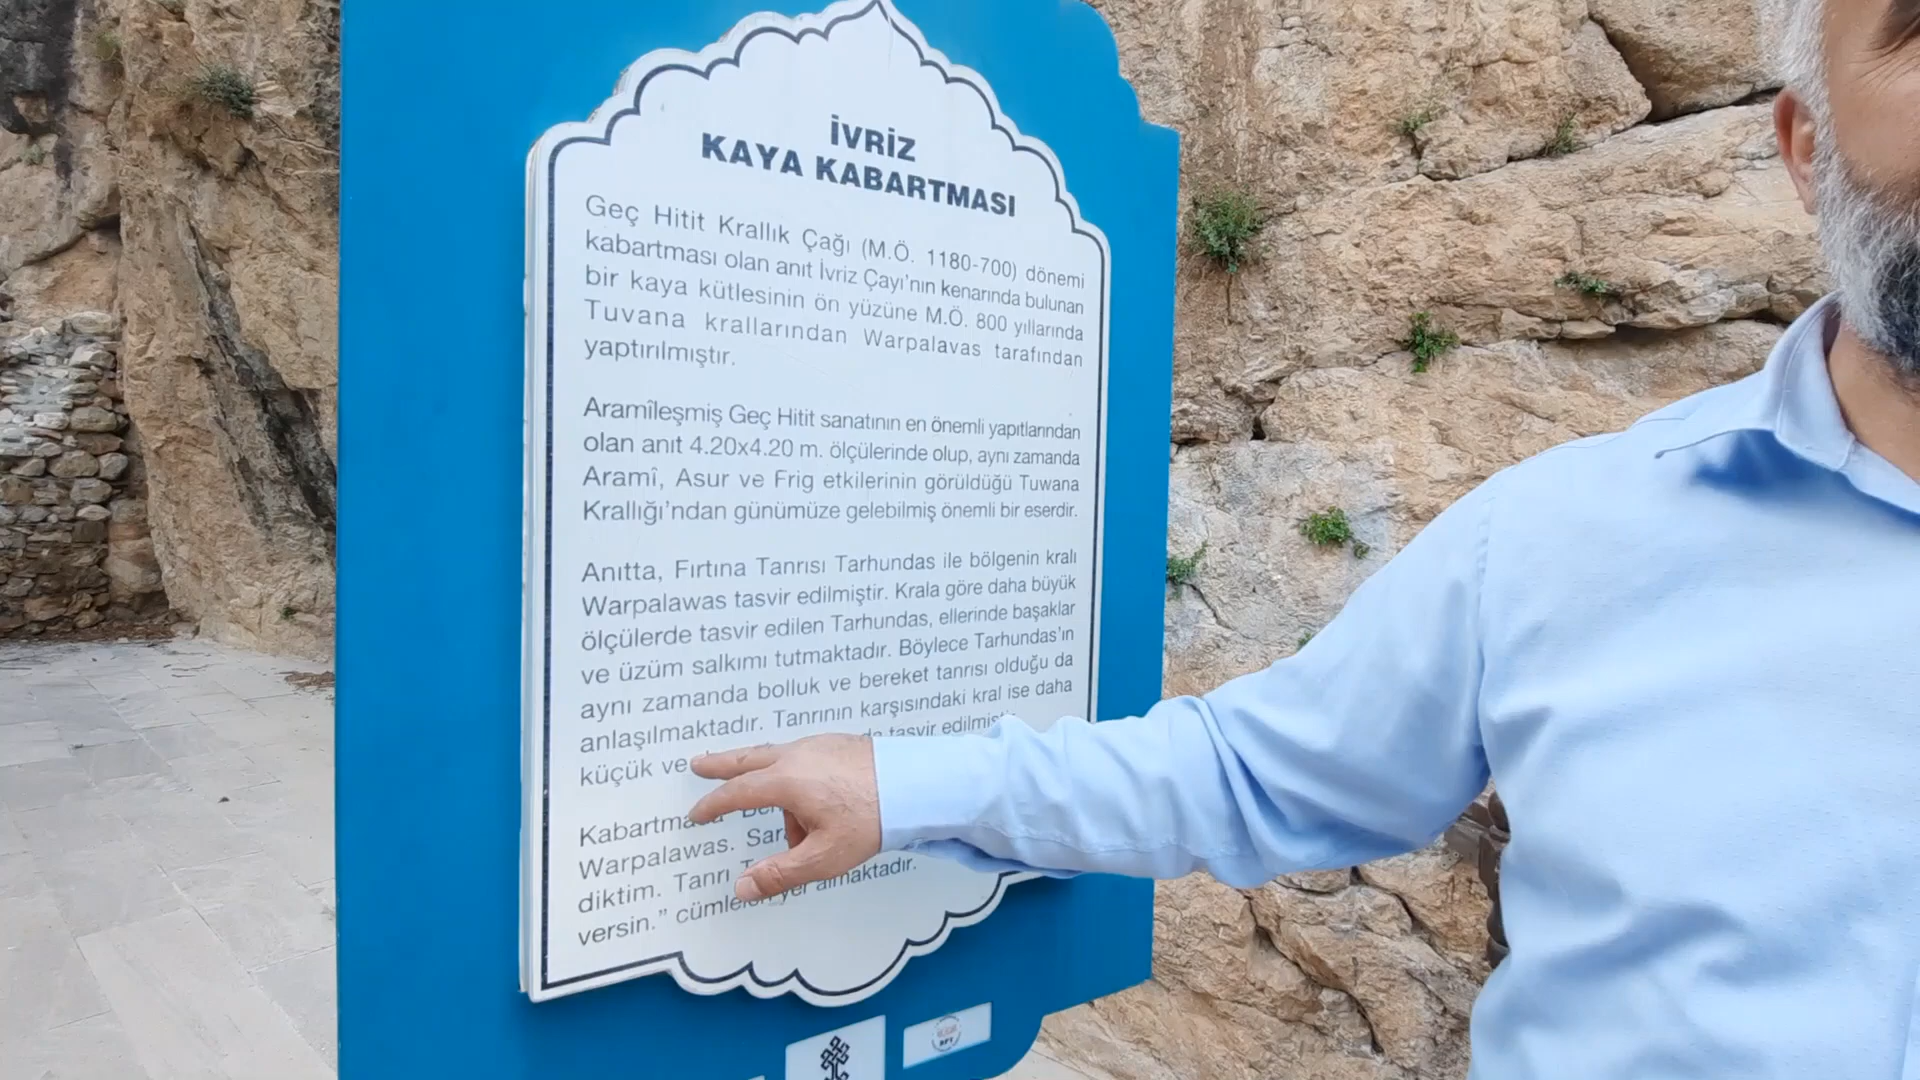 İVRİZ
KAYA KABARTMASI
Geç Hitit Krallık Çağı (M.Ö. 1180-700) dönemi
kabartması olan anıt İvriz Çayı'nın kenarında bulunan
bir kaya kütlesinin ön yüzüne M.Ö. 800 yıllarında
Tuvana krallarından Warpalavas tarafından
yaptırılmıştır.
Aramîleşmiş Geç Hitit sanatının en önemli yapıtlarından
olan anıt 4.20x4.20 m. ölçülerinde olup, aynı zamanda
Aramî, Asur ve Frig etkilerinin görüldüğü Tuwana
Krallığı'ndan günümüze gelebilmiş önemli bir eserdir.
Anıtta, Fırtına Tanrısı Tarhundas ile bölgenin kralı
Warpalawas tasvir edilmiştir. Krala göre daha büyük
ölçülerde tasvir edilen Tarhundas, ellerinde başaklar
ve üzüm salkımı tutmaktadır. Böylece Tarhundas'ın
aynı zamanda bolluk ve bereket tanrısı olduğu da
anlaşılmaktadır. Tanrının karşısındaki kral ise daha
küçük ve tasvir edilmiştir.
Kabartmada
Warpalawas.
diktim. Tanrı
versin." cümleleri yer almaktadır.